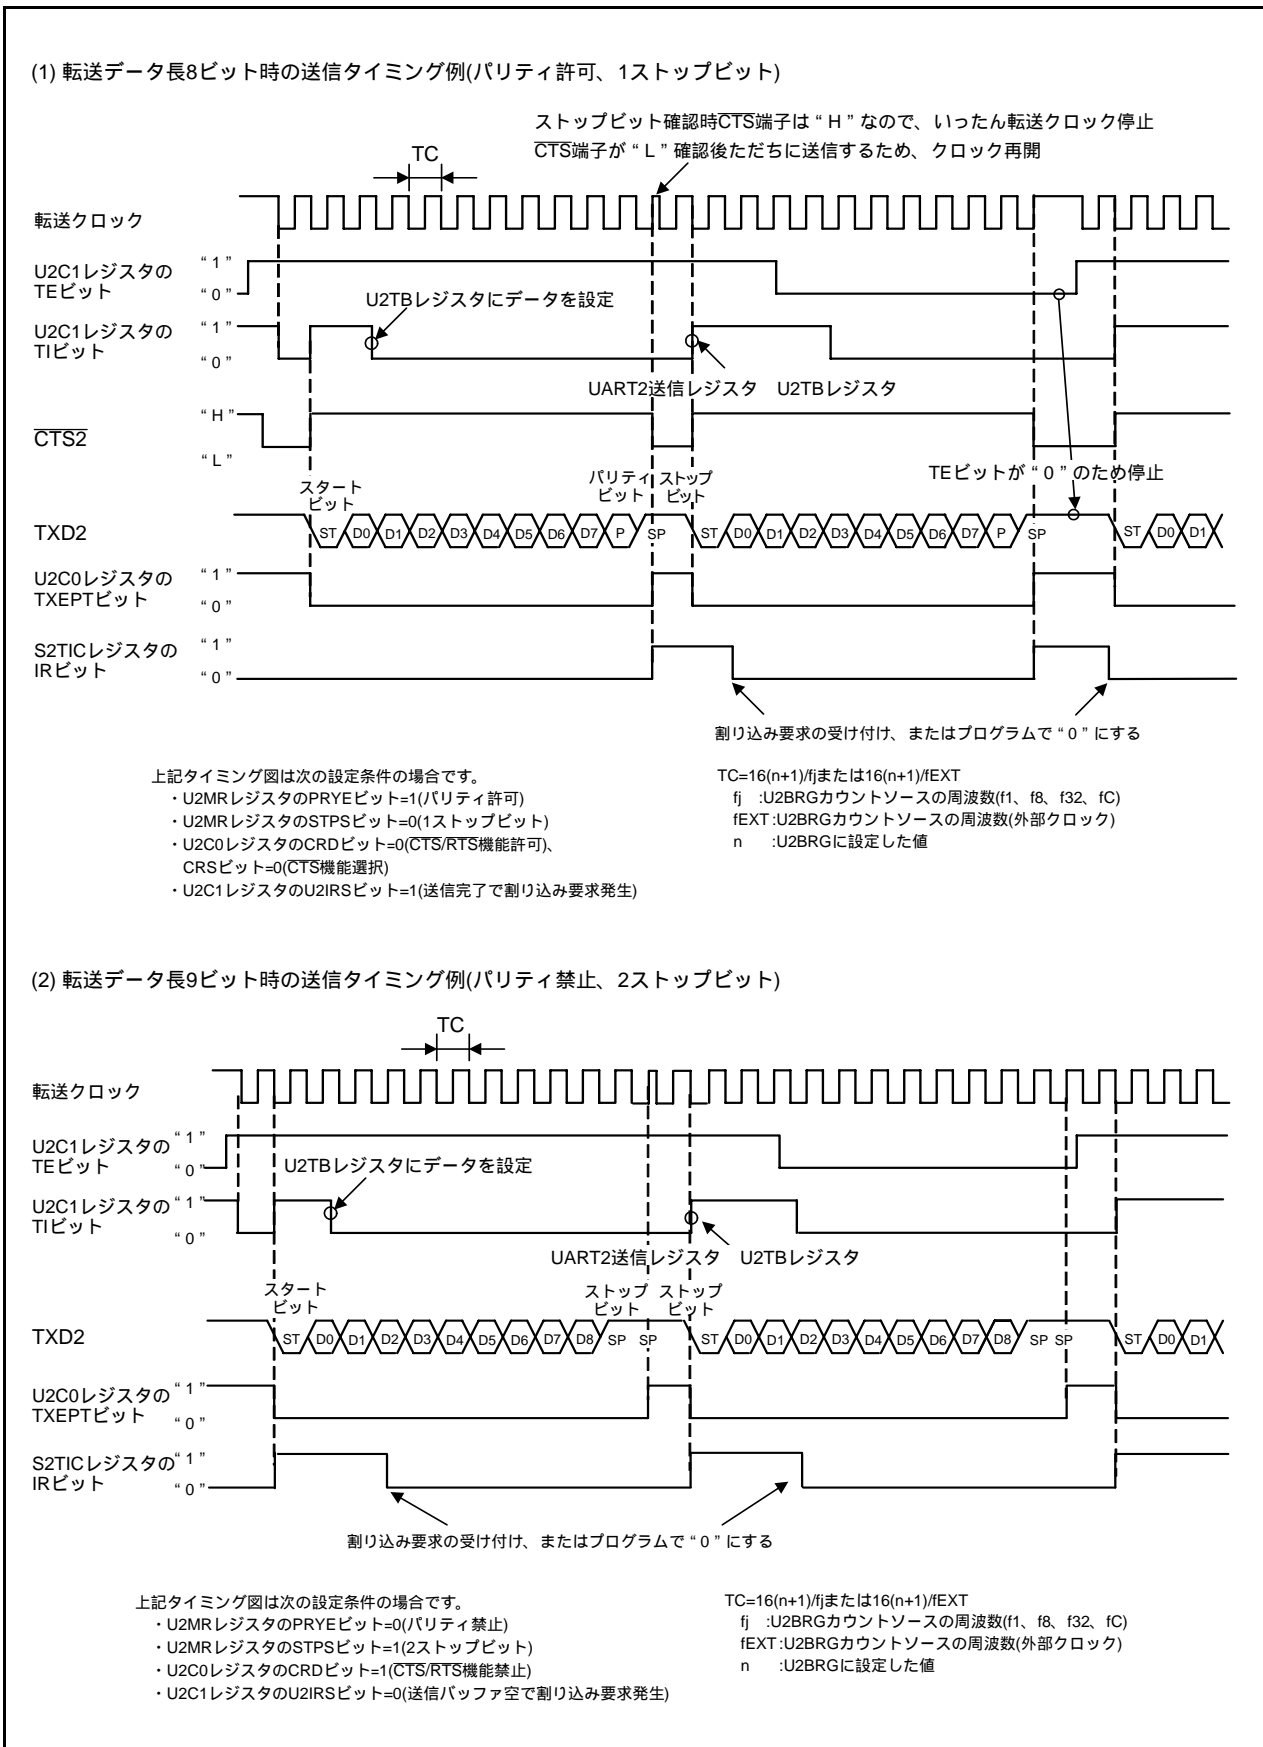 (1) 転送データ長8ビット時の送信タイミング例(パリティ許可、1ストップビット)
ストップビット確認時CTS端子は“ H ”なので、いったん転送クロック停止
CTS端子が“ L ”確認後ただちに送信するため、クロック再開
TC
転送クロック
U2C1レジスタの
TEビット
“ 1 ”
“ 0 ”
U2TBレジスタにデータを設定
U2C1レジスタの
TIビット
“ 1 ”
“ 0 ”
UART2送信レジスタ U2TBレジスタ
CTS2
“ H ”
“ L ”
TEビットが“ 0 ”のため停止
スタート
ビット
パリティ
ビット
ストップ
ビット
TXD2
ST D0 D1 D2 D3 D4 D5 D6 D7 P SP ST D0 D1 D2 D3 D4 D5 D6 D7 P SP ST D0 D1
U2C0レジスタの
TXEPTビット
“ 1 ”
“ 0 ”
S2TICレジスタの
IRビット
“ 1 ”
“ 0 ”
割り込み要求の受け付け、またはプログラムで“ 0 ”にする
上記タイミング図は次の設定条件の場合です。
・U2MRレジスタのPRYEビット=1(パリティ許可)
・U2MRレジスタのSTPSビット=0(1ストップビット)
・U2C0レジスタのCRDビット=0(CTS/RTS機能許可)、
CRSビット=0(CTS機能選択)
・U2C1レジスタのU2IRSビット=1(送信完了で割り込み要求発生)
TC=16(n+1)/fjまたは16(n+1)/fEXT
fj :U2BRGカウントソースの周波数(f1、f8、f32、fC)
fEXT :U2BRGカウントソースの周波数(外部クロック)
n :U2BRGに設定した値
(2) 転送データ長9ビット時の送信タイミング例(パリティ禁止、2ストップビット)
TC
転送クロック
U2C1レジスタの
TEビット
“ 1 ”
“ 0 ”
U2TBレジスタにデータを設定
U2C1レジスタの
TIビット
“ 1 ”
“ 0 ”
UART2送信レジスタ U2TBレジスタ
スタート
ビット
ストップ
ビット
ストップ
ビット
TXD2
ST D0 D1 D2 D3 D4 D5 D6 D7 D8 SP SP ST D0 D1 D2 D3 D4 D5 D6 D7 D8 SP SP ST D0 D1
U2C0レジスタの
TXEPTビット
“ 1 ”
“ 0 ”
S2TICレジスタの
IRビット
“ 1 ”
“ 0 ”
割り込み要求の受け付け、またはプログラムで“ 0 ”にする
上記タイミング図は次の設定条件の場合です。
・U2MRレジスタのPRYEビット=0(パリティ禁止)
・U2MRレジスタのSTPSビット=1(2ストップビット)
・U2C0レジスタのCRDビット=1(CTS/RTS機能禁止)
・U2C1レジスタのU2IRSビット=0(送信バッファ空で割り込み要求発生)
TC=16(n+1)/fjまたは16(n+1)/fEXT
fj :U2BRGカウントソースの周波数(f1、f8、f32、fC)
fEXT :U2BRGカウントソースの周波数(外部クロック)
n :U2BRGに設定した値